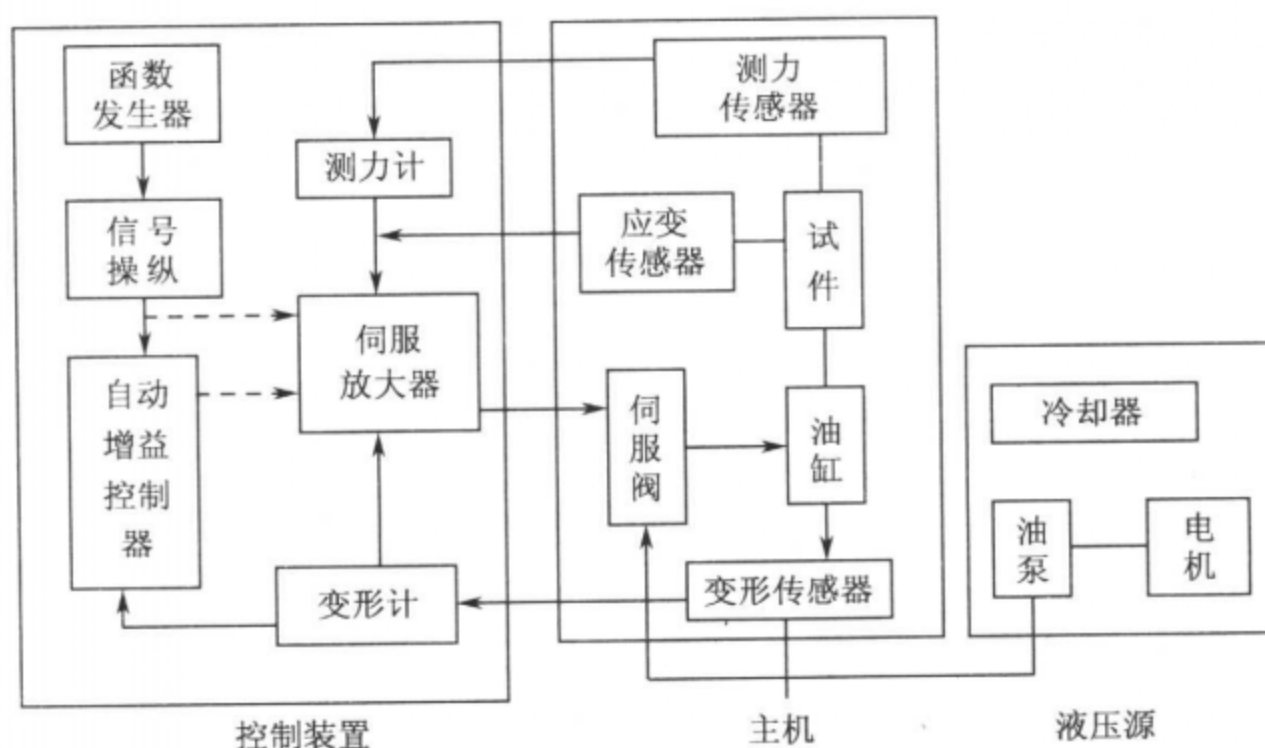 函数
发生器
信号
操纵
自动
增益
控制
器
测力计
伺服
放大器
变形计
控制装置
测力
传感器
应变
传感器
试
件
伺
服
阀
油
缸
变形传感器
主机
冷却器
油
泵
电
机
液压源